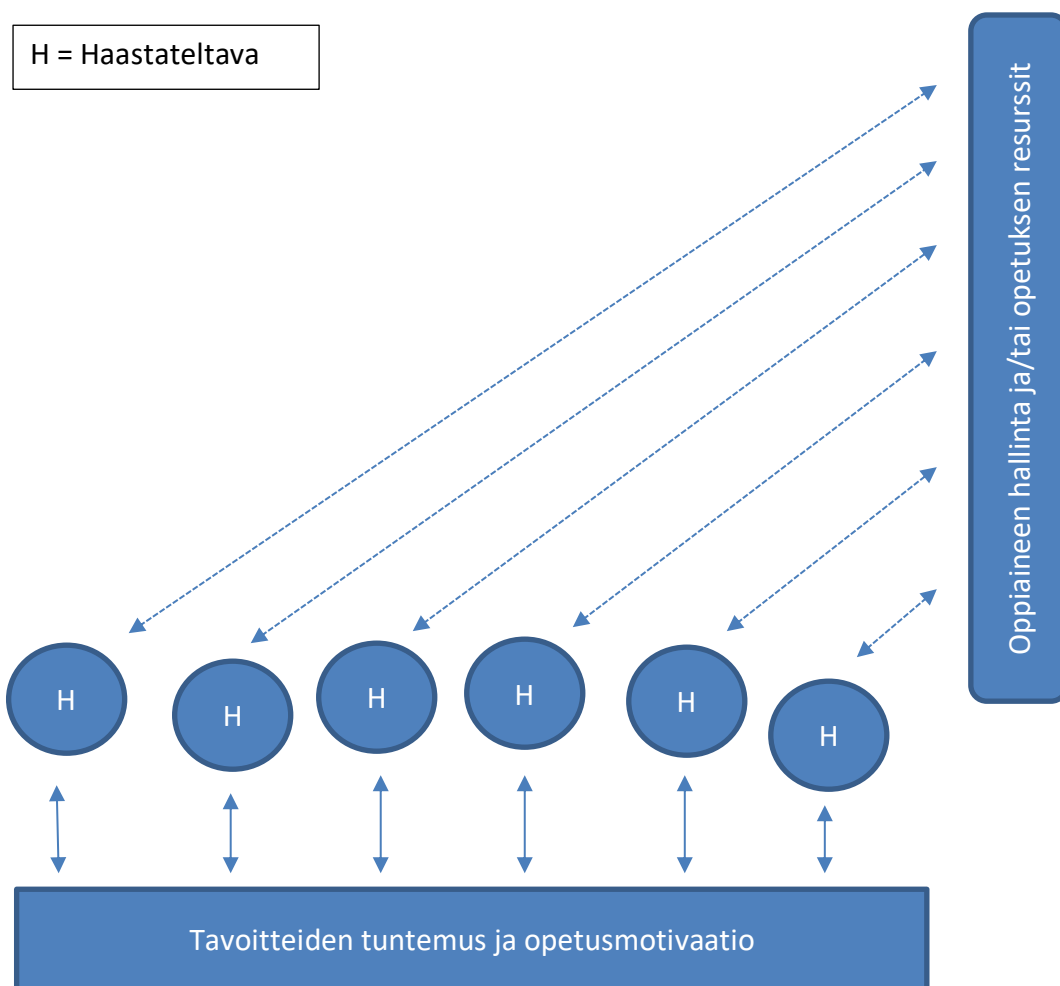 H = Haastateltava
Oppiaineen hallinta ja/tai opetuksen resurssit
H
H
H
H
H
H
Tavoitteiden tuntemus ja opetusmotivaatio